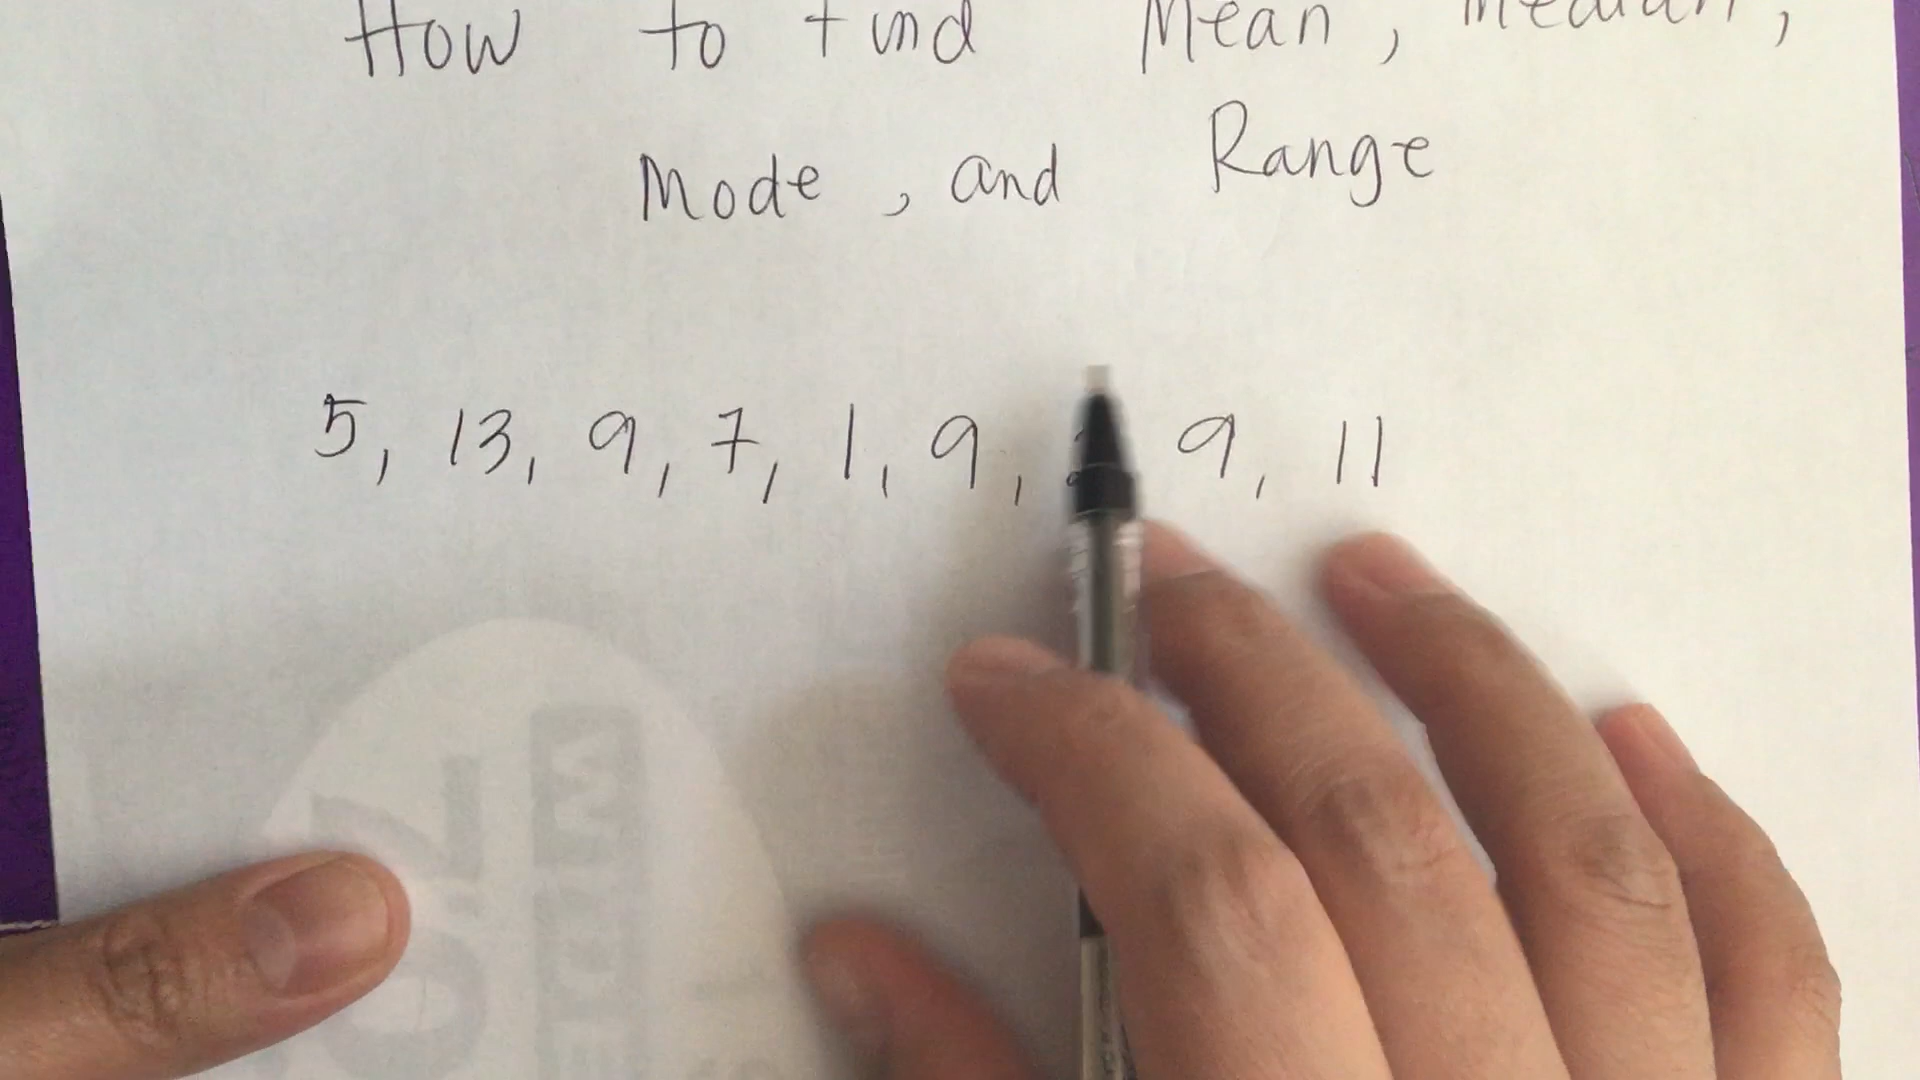 How to find Mean, Median,
Mode, and Range
5, 13, 9, 7, 1, 9, 9, 11